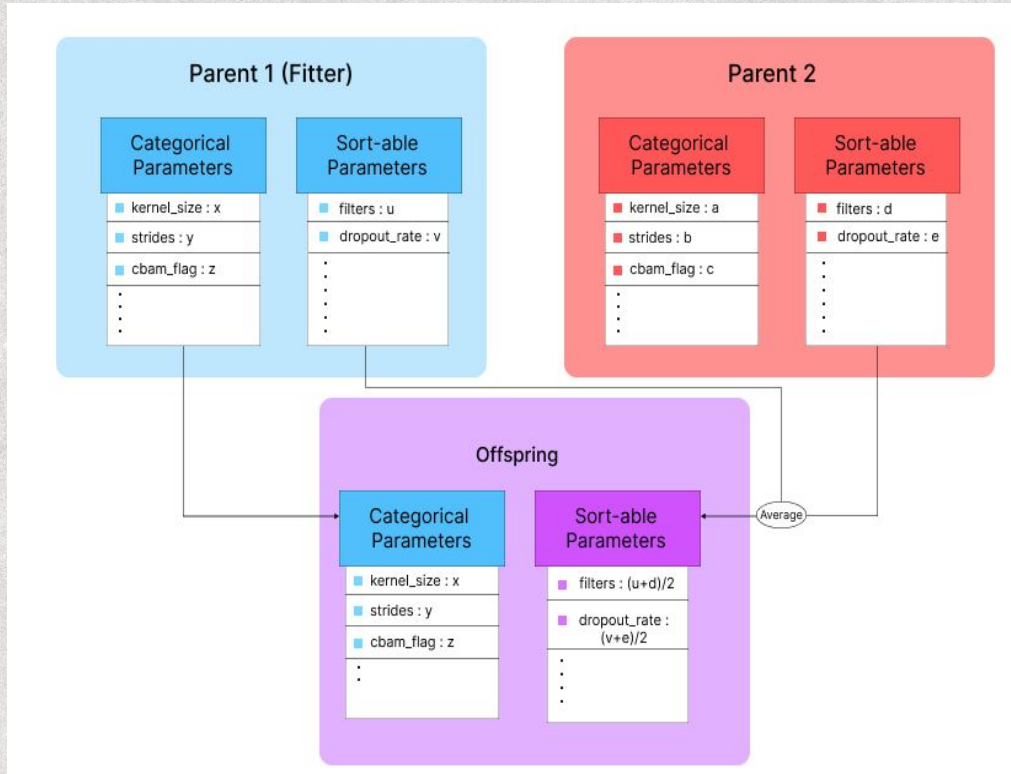 Parent 1 (Fitter)
Categorical
Parameters
kernel_size : x
strides : y
cbam_flag : z
Sort-able
Parameters
filters : u
dropout_rate : v
Parent 2
Categorical
Parameters
kernel_size : a
strides : b
cbam_flag : c
Sort-able
Parameters
filters : d
dropout_rate : e
Offspring
Categorical
Parameters
kernel_size : x
strides : y
cbam_flag : z
Sort-able
Parameters
filters : (u+d)/2
dropout_rate :
(v+e)/2
Average